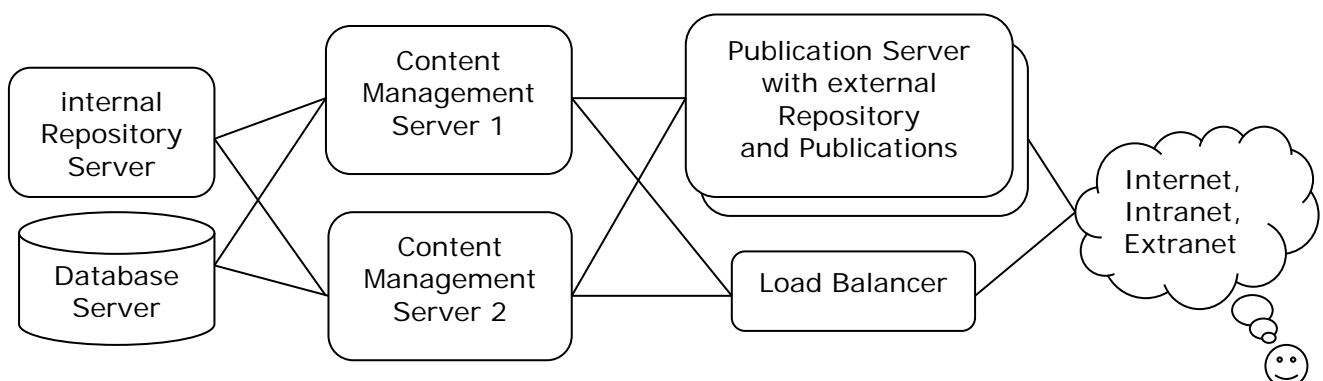 internal
Repository
Server
Database
Server
Content
Management
Server 1
Content
Management
Server 2
Publication Server
with external
Repository
and Publications
Load Balancer
Internet,
Intranet,
Extranet